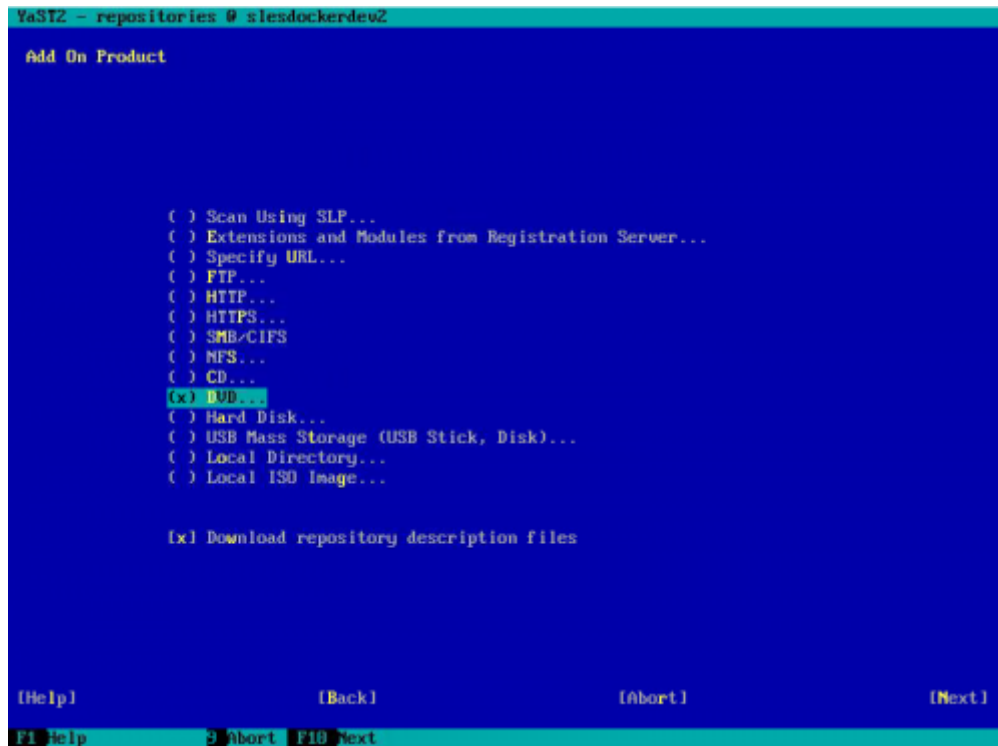 YaST2 - repositories @ slesdockerdev2
Add On Product
( ) Scan Using SLP...
( ) Extensions and Modules from Registration Server...
( ) Specify URL...
( ) FTP...
( ) HTTP...
( ) HTTPS...
( ) SMB/CIFS
( ) NFS...
( ) CD...
(x) DVD...
( ) Hard Disk...
( ) USB Mass Storage (USB Stick, Disk)...
( ) Local Directory...
( ) Local ISO Image...
[x] Download repository description files
[Help] [Back] [Abort] [Next]
F1 Help 9 Abort F10 Next